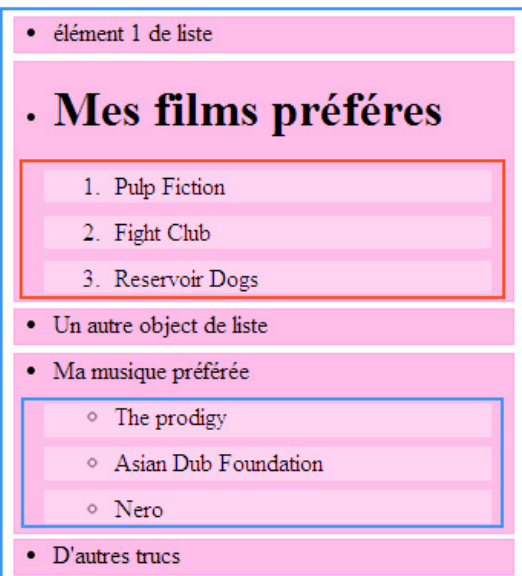 • élément 1 de liste
• Mes films préféres
1. Pulp Fiction
2. Fight Club
3. Reservoir Dogs
• Un autre object de liste
• Ma musique préférée
◦ The prodigy
◦ Asian Dub Foundation
◦ Nero
• D'autres trucs